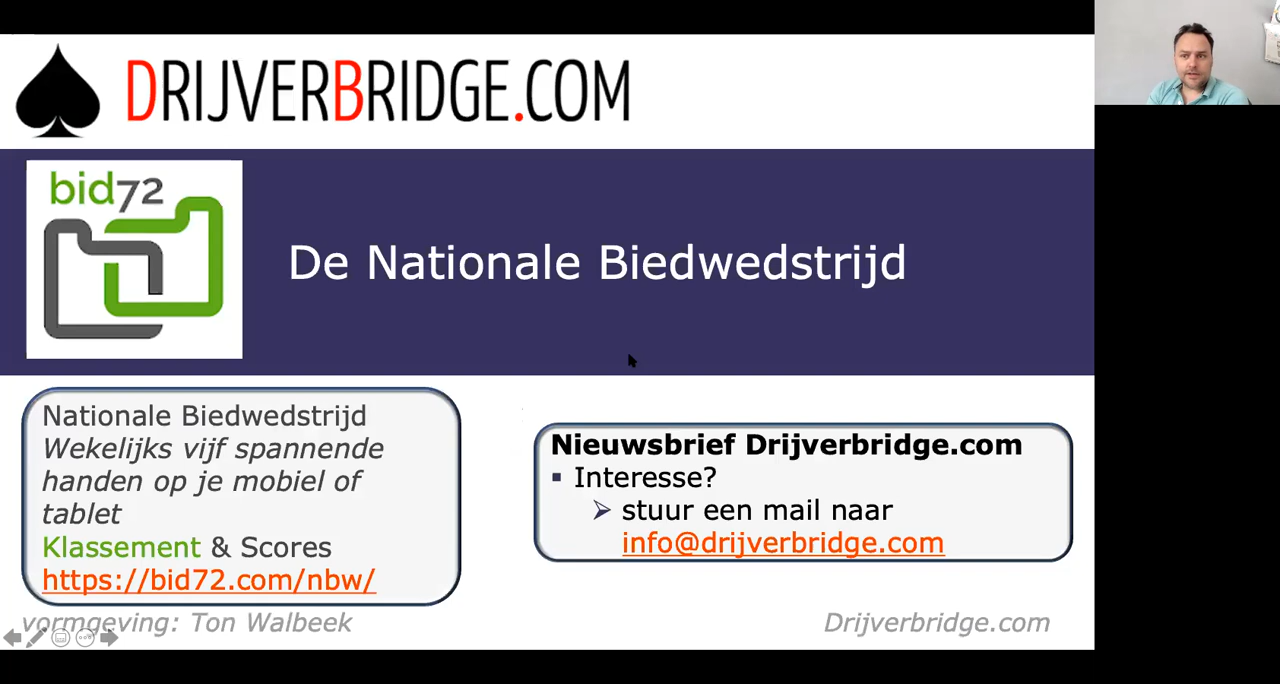 DRIJVERBRIDGE.COM
bid72
De Nationale Biedwedstrijd
Nationale Biedwedstrijd
Wekelijks vijf spannende
handen op je mobiel of
tablet
Klassement & Scores
https://bid72.com/nbw/
Nieuwsbrief Drijverbridge.com
Interesse?
stuur een mail naar
info@drijverbridge.com
vormgeving: Ton Walbeek
Drijverbridge.com